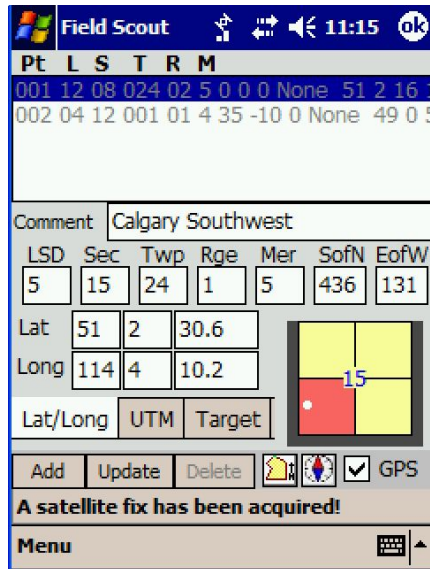 Field Scout 11:15 ok
Pt L S T R M
001 12 08 024 02 5 0 0 0 None 51 2 16
002 04 12 001 01 4 35 -10 0 None 49 0 5
Comment Calgary Southwest
LSD Sec Twp Rge Mer SofN EofW
5 15 24 1 5 436 131
Lat 51 2 30.6
Long 114 4 10.2
15
Lat/Long UTM Target
Add Update Delete GPS
A satellite fix has been acquired!
Menu